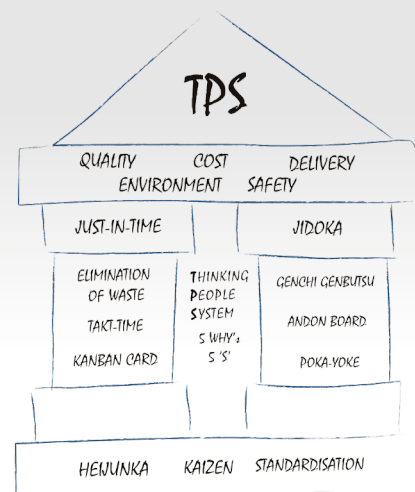 TPS
QUALITY COST DELIVERY
ENVIRONMENT SAFETY
JUST-IN-TIME
JIDOKA
ELIMINATION
OF WASTE
TAKT-TIME
KANBAN CARD
THINKING
PEOPLE
SYSTEM
5 WHY's
5 'S'
GENCHI GENBUTSU
ANDON BOARD
POKA-YOKE
HEIJUNKA KAIZEN STANDARDISATION